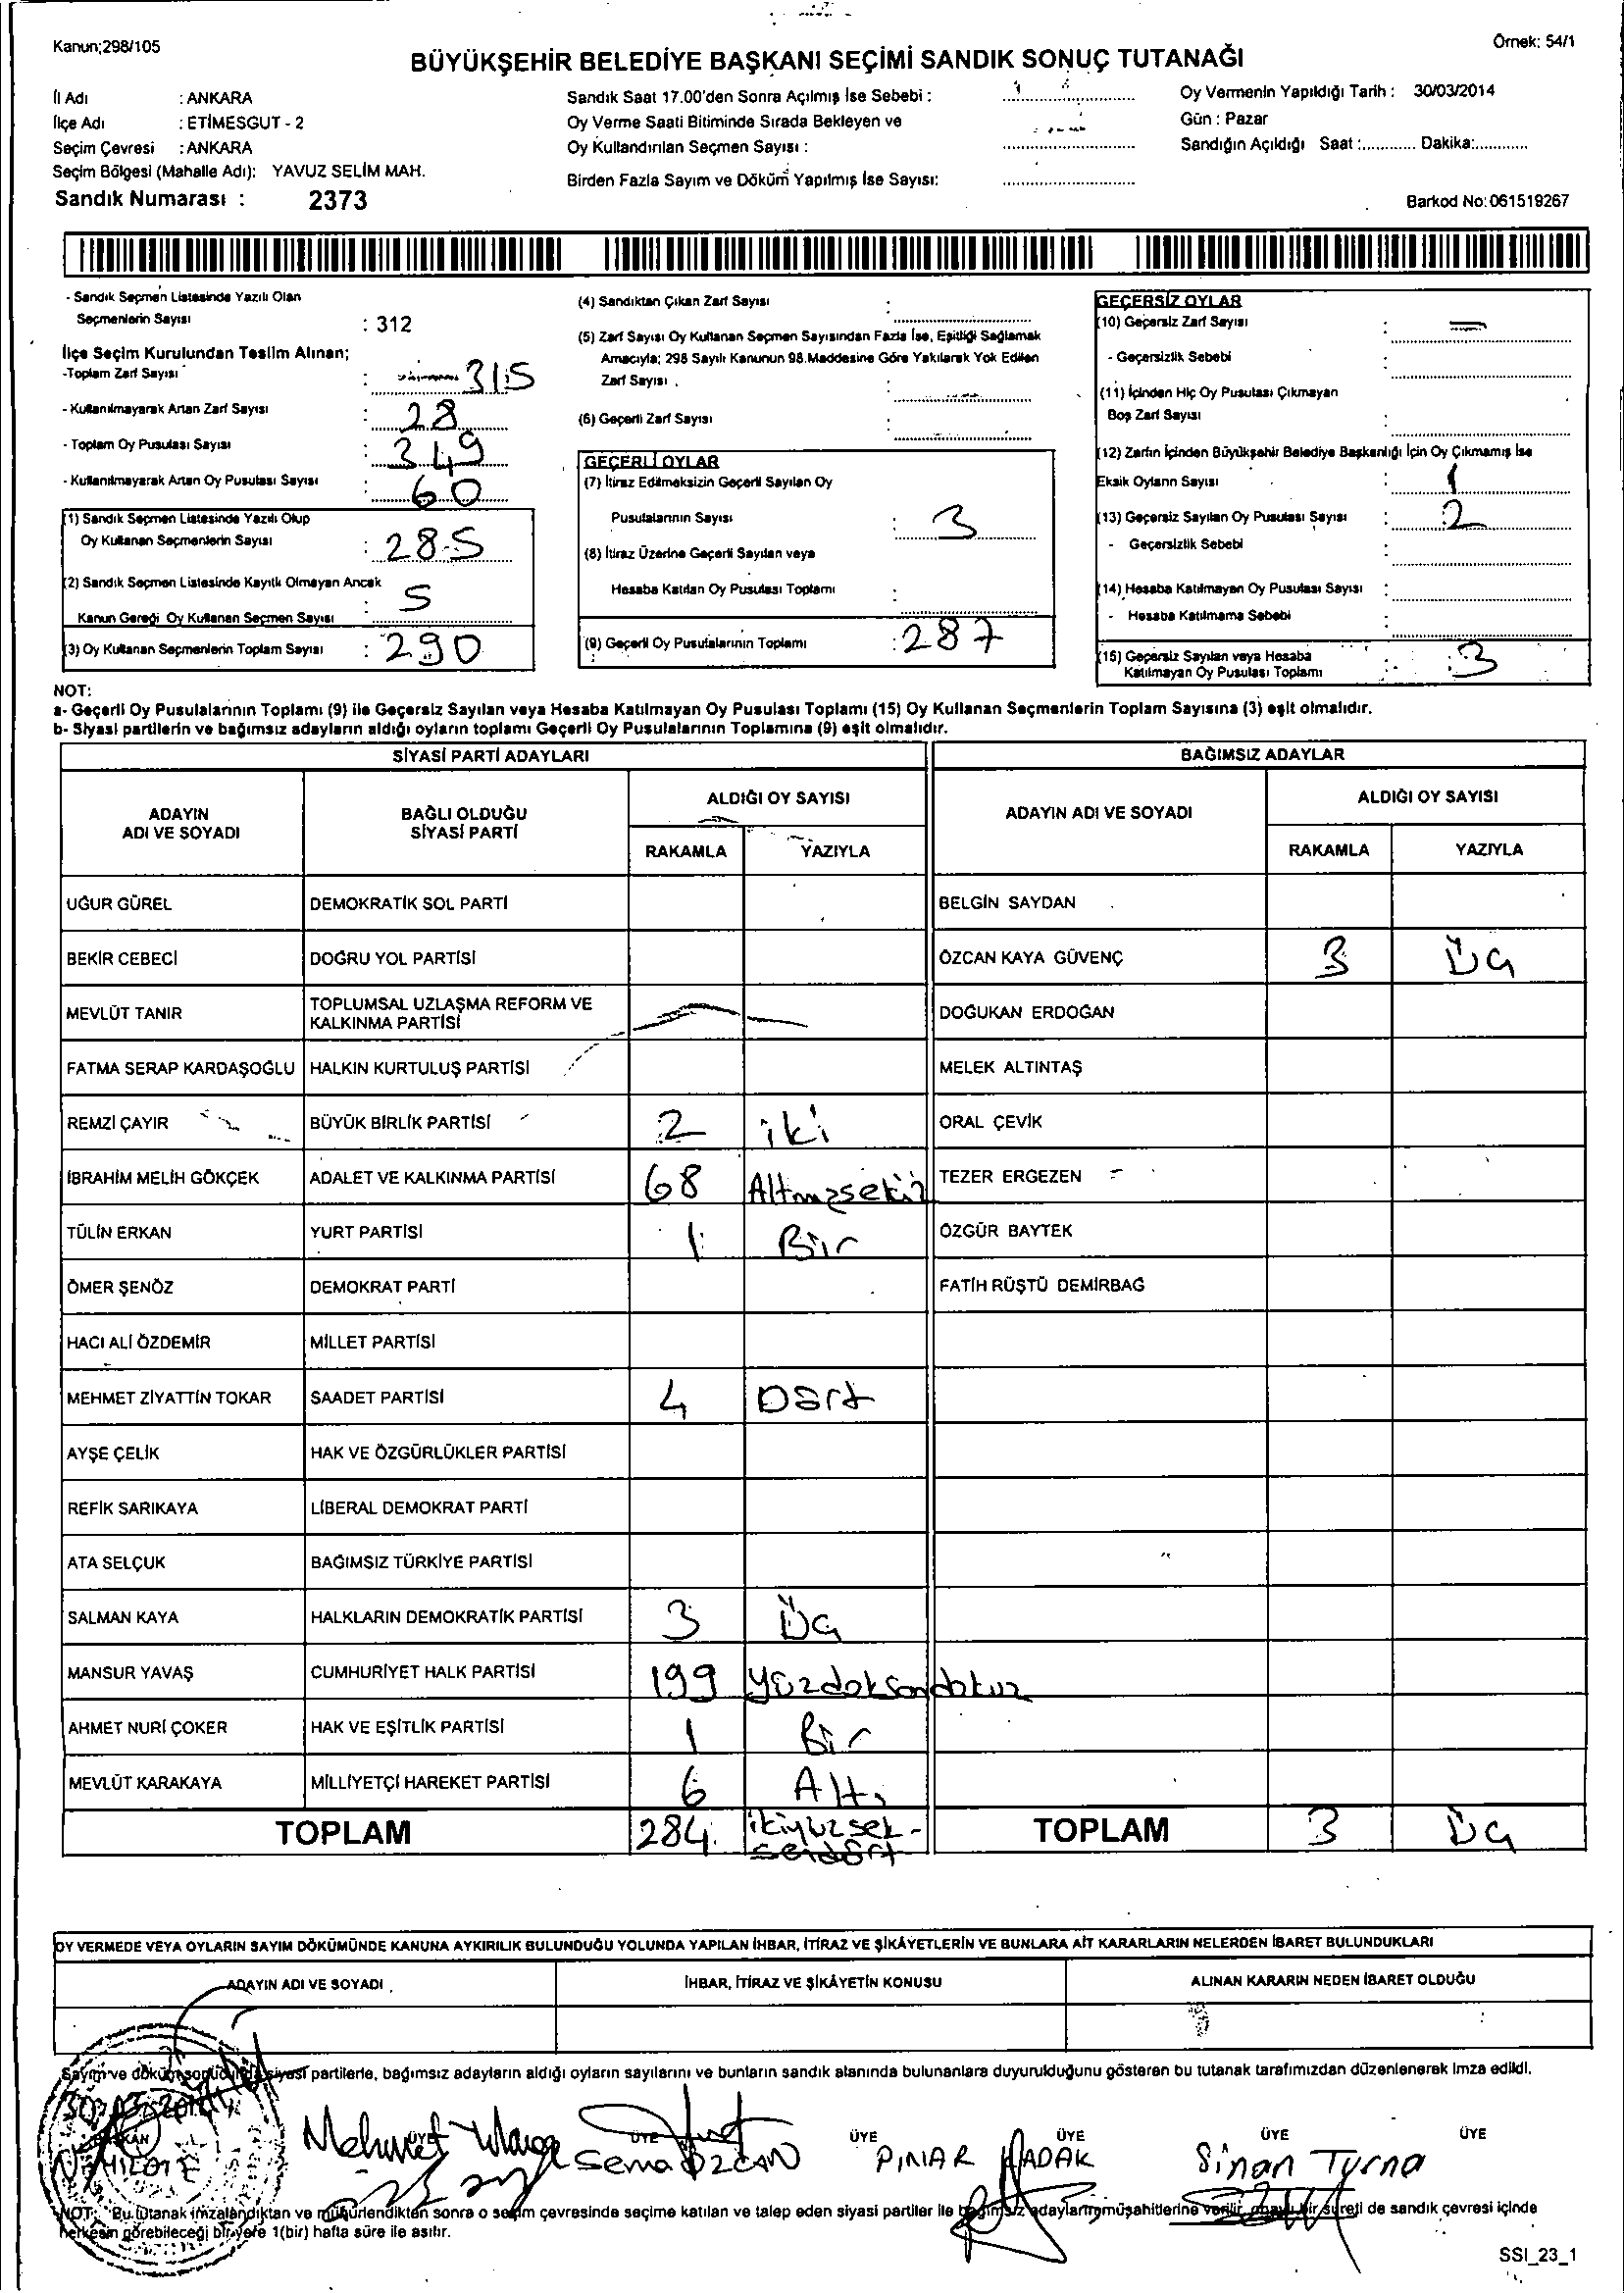 Kanun;298/105
Örnek: 54/1
BÜYÜKŞEHİR BELEDİYE BAŞKANI SEÇİMİ SANDIK SONUÇ TUTANAĞI
İl Adı : ANKARA
İlçe Adı : ETİMESGUT - 2
Seçim Çevresi : ANKARA
Seçim Bölgesi (Mahalle Adı): YAVUZ SELİM MAH.
Sandık Numarası : 2373
Sandık Saat 17.00'den Sonra Açılmış İse Sebebi :
Oy Verme Saati Bitiminde Sırada Bekleyen ve
Oy Kullandırılan Seçmen Sayısı :
Birden Fazla Sayım ve Döküm Yapılmış İse Sayısı:
Oy Vermenin Yapıldığı Tarih : 30/03/2014
Gün : Pazar
Sandığın Açıldığı Saat :............ Dakika:............
Barkod No:061519267
- Sandık Seçmen Listesinde Yazılı Olan
Seçmenlerin Sayısı : 312
İlçe Seçim Kurulundan Teslim Alınan;
-Toplam Zarf Sayısı : 315
- Kullanılmayarak Artan Zarf Sayısı : 28
- Toplam Oy Pusulası Sayısı : 349
- Kullanılmayarak Artan Oy Pusulası Sayısı : 60
(1) Sandık Seçmen Listesinde Yazılı Olup
Oy Kullanan Seçmenlerin Sayısı : 285
(2) Sandık Seçmen Listesinde Kayıtlı Olmayan Ancak
Kanun Gereği Oy Kullanan Seçmen Sayısı : 5
(3) Oy Kullanan Seçmenlerin Toplam Sayısı : 290
(4) Sandıktan Çıkan Zarf Sayısı :
(5) Zarf Sayısı Oy Kullanan Seçmen Sayısından Fazla İse, Eşitliği Sağlamak
Amacıyla; 298 Sayılı Kanunun 98.Maddesine Göre Yakılarak Yok Edilen
Zarf Sayısı :
(6) Geçerli Zarf Sayısı :
GEÇERLİ OYLAR
(7) İtiraz Edilmeksizin Geçerli Sayılan Oy
Pusulalarının Sayısı : 3
(8) İtiraz Üzerine Geçerli Sayılan veya
Hesaba Katılan Oy Pusulası Toplamı :
(9) Geçerli Oy Pusulalarının Toplamı : 287
GEÇERSİZ OYLAR
(10) Geçersiz Zarf Sayısı : —
- Geçersizlik Sebebi :
(11) İçinden Hiç Oy Pusulası Çıkmayan
Boş Zarf Sayısı
(12) Zarfın İçinden Büyükşehir Belediye Başkanlığı İçin Oy Çıkmamış İse
Eksik Oyların Sayısı : 1
(13) Geçersiz Sayılan Oy Pusulası Sayısı : 2
- Geçersizlik Sebebi :
(14) Hesaba Katılmayan Oy Pusulası Sayısı :
- Hesaba Katılmama Sebebi :
(15) Geçersiz Sayılan veya Hesaba
Katılmayan Oy Pusulası Toplamı : 3
NOT:
a- Geçerli Oy Pusulalarının Toplamı (9) ile Geçersiz Sayılan veya Hesaba Katılmayan Oy Pusulası Toplamı (15) Oy Kullanan Seçmenlerin Toplam Sayısına (3) eşit olmalıdır.
b- Siyasi partilerin ve bağımsız adayların aldığı oyların toplamı Geçerli Oy Pusulalarının Toplamına (9) eşit olmalıdır.
SİYASİ PARTİ ADAYLARI BAĞIMSIZ ADAYLAR
ADAYIN ADI VE SOYADI BAĞLI OLDUĞU SİYASİ PARTİ ALDIĞI OY SAYISI ADAYIN ADI VE SOYADI ALDIĞI OY SAYISI
RAKAMLA YAZIYLA RAKAMLA YAZIYLA
UĞUR GÜREL DEMOKRATİK SOL PARTİ BELGİN SAYDAN
BEKİR CEBECİ DOĞRU YOL PARTİSİ ÖZCAN KAYA GÜVENÇ 3 Üç
MEVLÜT TANIR TOPLUMSAL UZLAŞMA REFORM VE KALKINMA PARTİSİ DOĞUKAN ERDOĞAN
FATMA SERAP KARDAŞOĞLU HALKIN KURTULUŞ PARTİSİ MELEK ALTINTAŞ
REMZİ ÇAYIR BÜYÜK BİRLİK PARTİSİ 2 iki ORAL ÇEVİK
İBRAHİM MELİH GÖKÇEK ADALET VE KALKINMA PARTİSİ 68 Altmışsekiz TEZER ERGEZEN
TÜLİN ERKAN YURT PARTİSİ 1 Bir ÖZGÜR BAYTEK
ÖMER ŞENÖZ DEMOKRAT PARTİ FATİH RÜŞTÜ DEMİRBAĞ
HACI ALİ ÖZDEMİR MİLLET PARTİSİ
MEHMET ZİYATTİN TOKAR SAADET PARTİSİ 4 Dört
AYŞE ÇELİK HAK VE ÖZGÜRLÜKLER PARTİSİ
REFİK SARIKAYA LİBERAL DEMOKRAT PARTİ
ATA SELÇUK BAĞIMSIZ TÜRKİYE PARTİSİ
SALMAN KAYA HALKLARIN DEMOKRATİK PARTİSİ 3 Üç
MANSUR YAVAŞ CUMHURİYET HALK PARTİSİ 199 yüzdoksandokuz
AHMET NURİ ÇOKER HAK VE EŞİTLİK PARTİSİ 1 Bir
MEVLÜT KARAKAYA MİLLİYETÇİ HAREKET PARTİSİ 6 Altı
TOPLAM 284 ikiyüzsek-
sendört TOPLAM 3 Üç
OY VERMEDE VEYA OYLARIN SAYIM DÖKÜMÜNDE KANUNA AYKIRILIK BULUNDUĞU YOLUNDA YAPILAN İHBAR, İTİRAZ VE ŞİKÂYETLERİN VE BUNLARA AİT KARARLARIN NELERDEN İBARET BULUNDUKLARI
ADAYIN ADI VE SOYADI İHBAR, İTİRAZ VE ŞİKÂYETİN KONUSU ALINAN KARARIN NEDEN İBARET OLDUĞU
Sayım ve döküm siyasi partilerle, bağımsız adayların aldığı oyların sayılarını ve bunların sandık alanında bulunanlara duyurulduğunu gösteren bu tutanak tarafımızdan düzenlenerek imza edildi.
ÜYE ÜYE ÜYE ÜYE ÜYE ÜYE
Mehmet Sema ÖZCAN PINAR HADAK Sinan Turna
NOT: Bu tutanak imzalandıktan ve mühürlendikten sonra o seçim çevresinde seçime katılan ve talep eden siyasi partiler ile bağımsız adayların müşahitlerine verilir, onaylı bir sureti de sandık çevresi içinde
herkesin görebileceği bir yere 1(bir) hafta süre ile asılır.
SSI_23_1